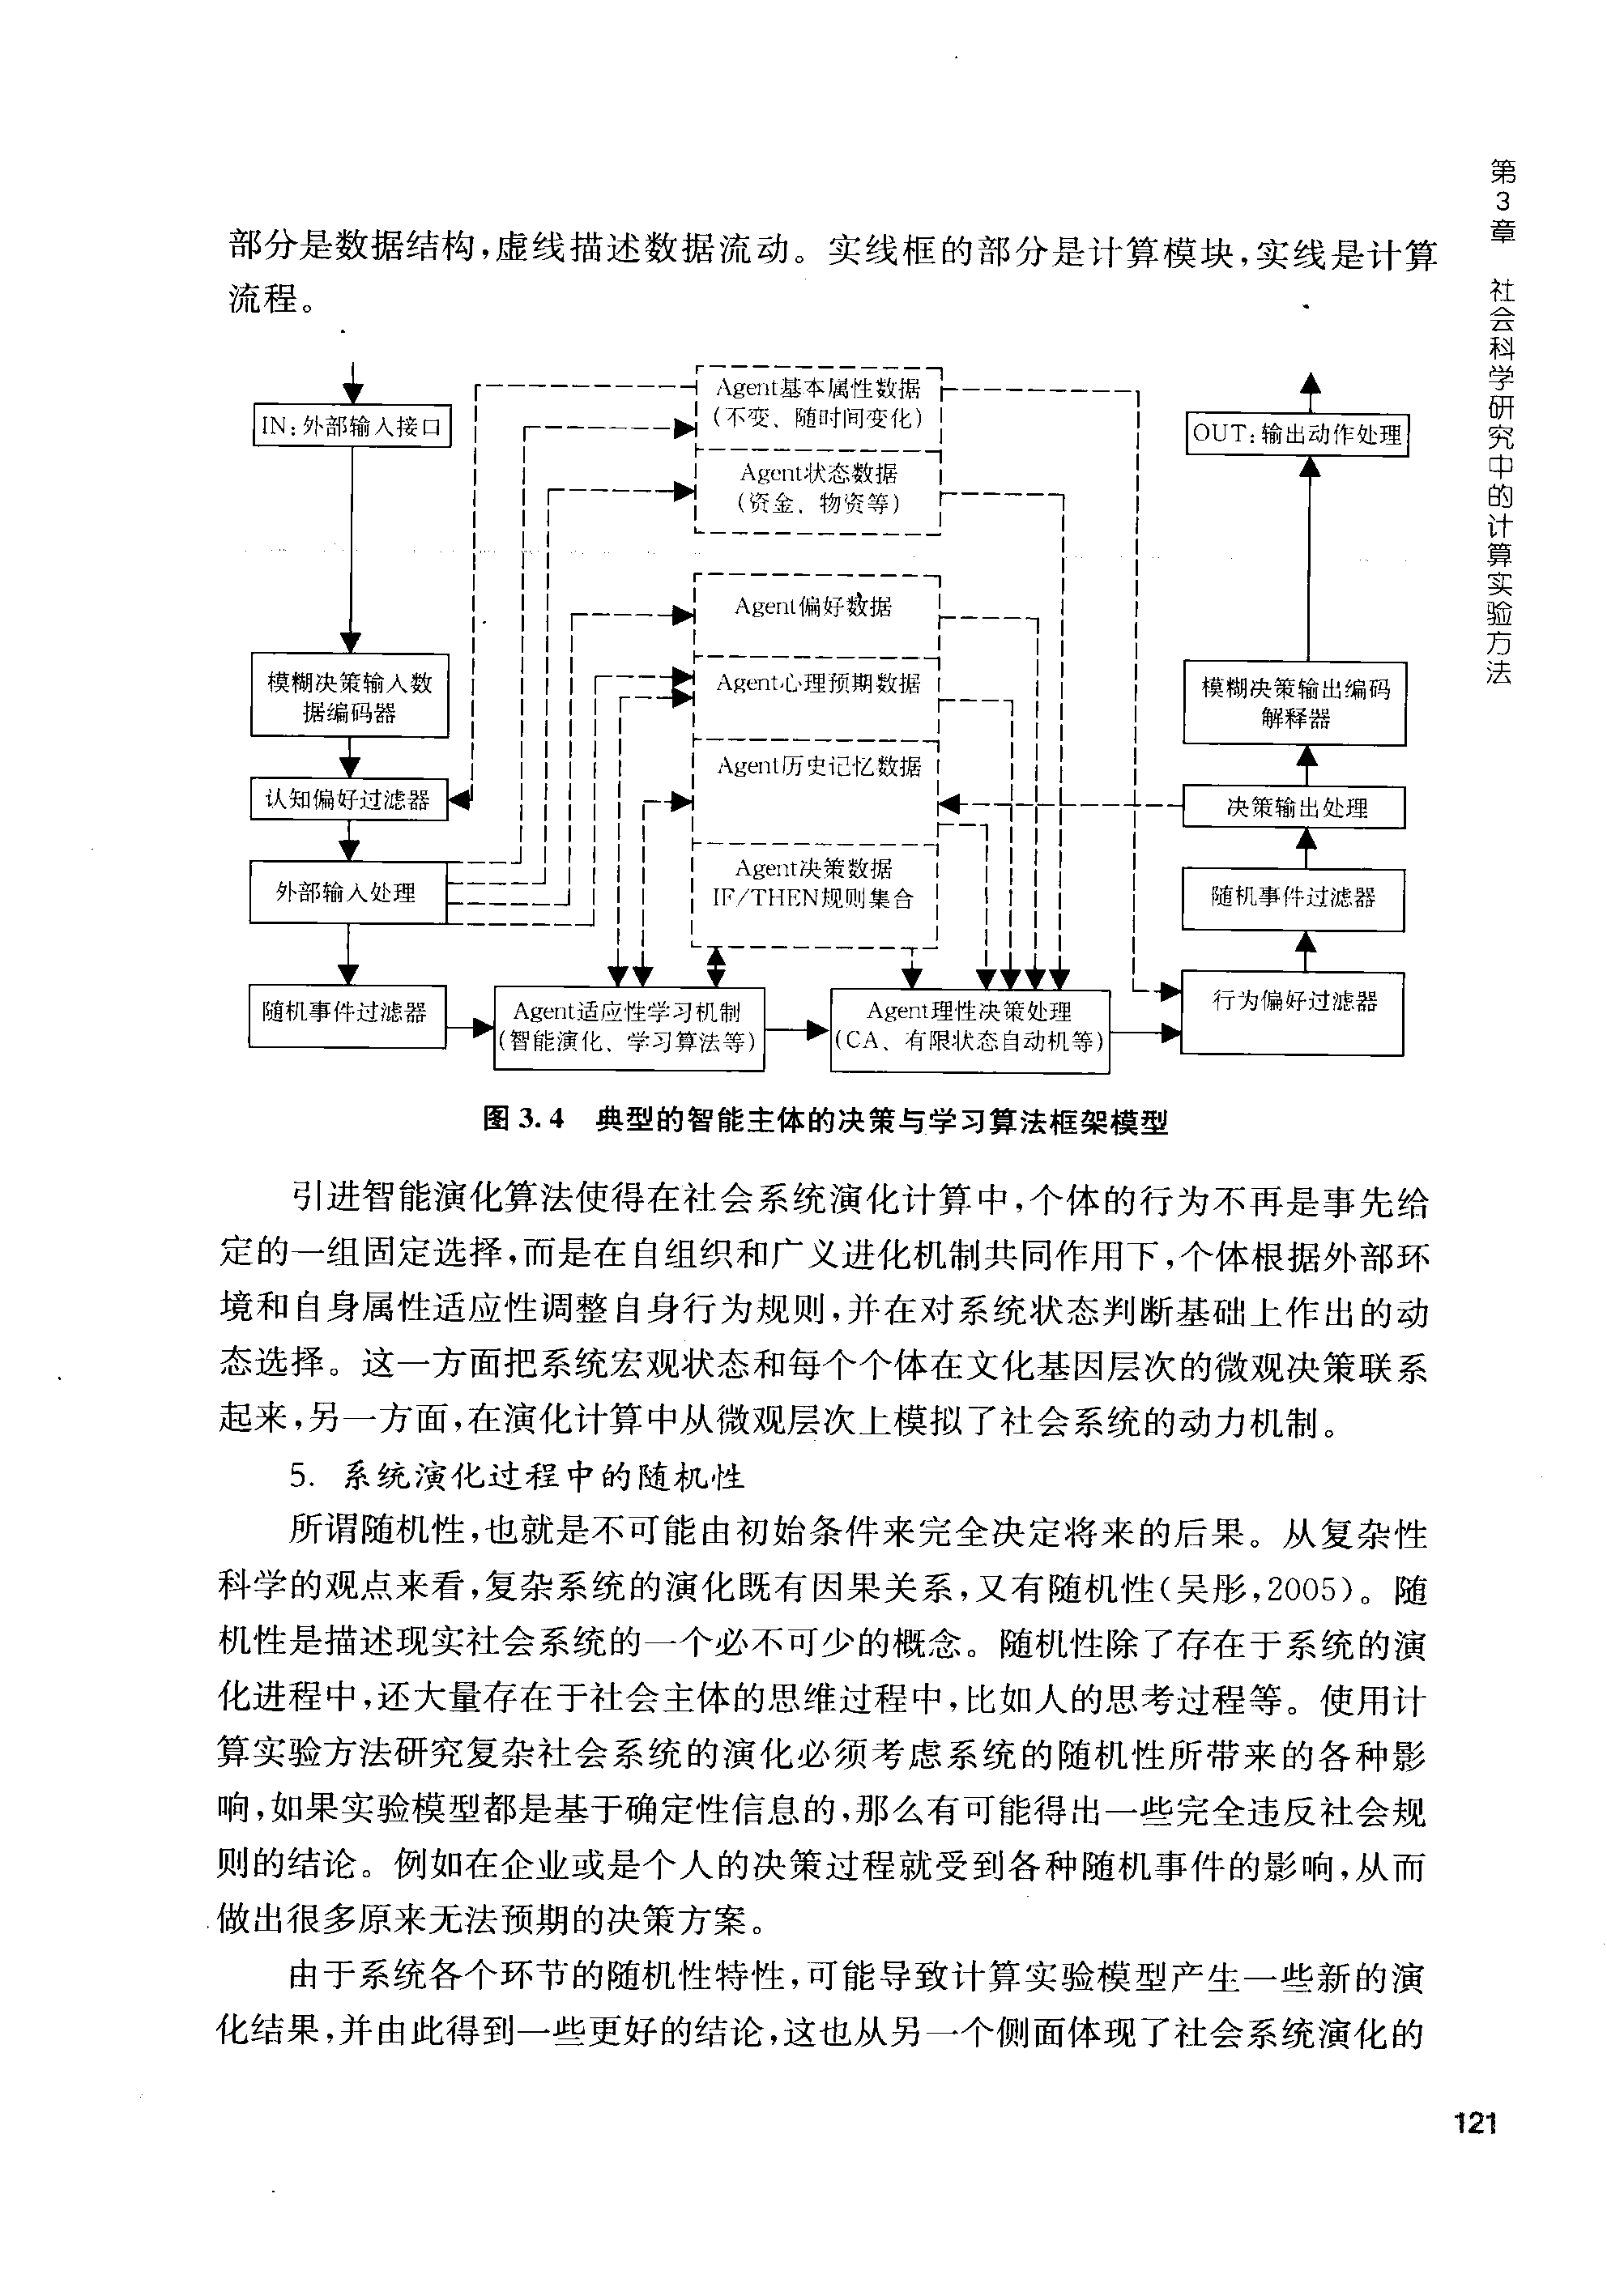 第3章 社会科学研究中的计算实验方法
部分是数据结构,虚线描述数据流动。实线框的部分是计算模块,实线是计算
流程。
IN:外部输入接口
模糊决策输入数
据编码器
认知偏好过滤器
外部输入处理
随机事件过滤器
Agent基本属性数据
(不变、随时间变化)
Agent状态数据
(资金、物资等)
Agent偏好数据
Agent心理预期数据
Agent历史记忆数据
Agent决策数据
IF/THEN规则集合
Agent适应性学习机制
(智能演化、学习算法等)
Agent理性决策处理
(CA、有限状态自动机等)
OUT:输出动作处理
模糊决策输出编码
解释器
决策输出处理
随机事件过滤器
行为偏好过滤器
图 3.4 典型的智能主体的决策与学习算法框架模型
引进智能演化算法使得在社会系统演化计算中,个体的行为不再是事先给
定的一组固定选择,而是在自组织和广义进化机制共同作用下,个体根据外部环
境和自身属性适应性调整自身行为规则,并在对系统状态判断基础上作出的动
态选择。这一方面把系统宏观状态和每个个体在文化基因层次的微观决策联系
起来,另一方面,在演化计算中从微观层次上模拟了社会系统的动力机制。
5. 系统演化过程中的随机性
所谓随机性,也就是不可能由初始条件来完全决定将来的后果。从复杂性
科学的观点来看,复杂系统的演化既有因果关系,又有随机性(吴彤,2005)。随
机性是描述现实社会系统的一个必不可少的概念。随机性除了存在于系统的演
化进程中,还大量存在于社会主体的思维过程中,比如人的思考过程等。使用计
算实验方法研究复杂社会系统的演化必须考虑系统的随机性所带来的各种影
响,如果实验模型都是基于确定性信息的,那么有可能得出一些完全违反社会规
则的结论。例如在企业或是个人的决策过程就受到各种随机事件的影响,从而
做出很多原来无法预期的决策方案。
由于系统各个环节的随机性特性,可能导致计算实验模型产生一些新的演
化结果,并由此得到一些更好的结论,这也从另一个侧面体现了社会系统演化的
121